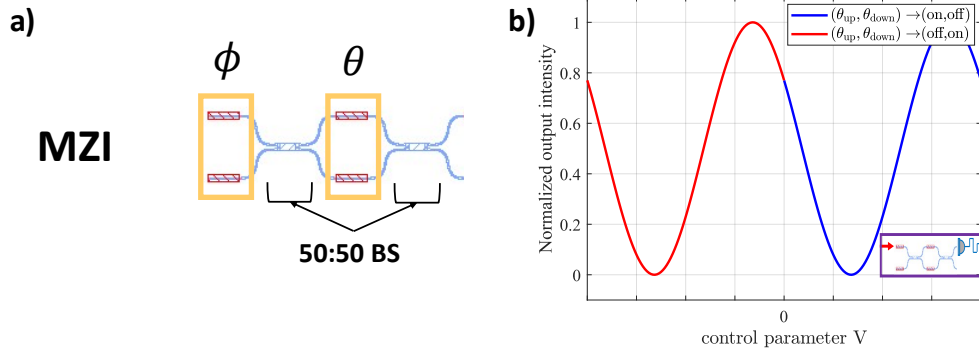 a)
ϕ
θ
MZI
50:50 BS
b)
(θup, θdown) →(on,off)
(θup, θdown) →(off,on)
Normalized output intensity
1
0.8
0.6
0.4
0.2
0
0
control parameter V